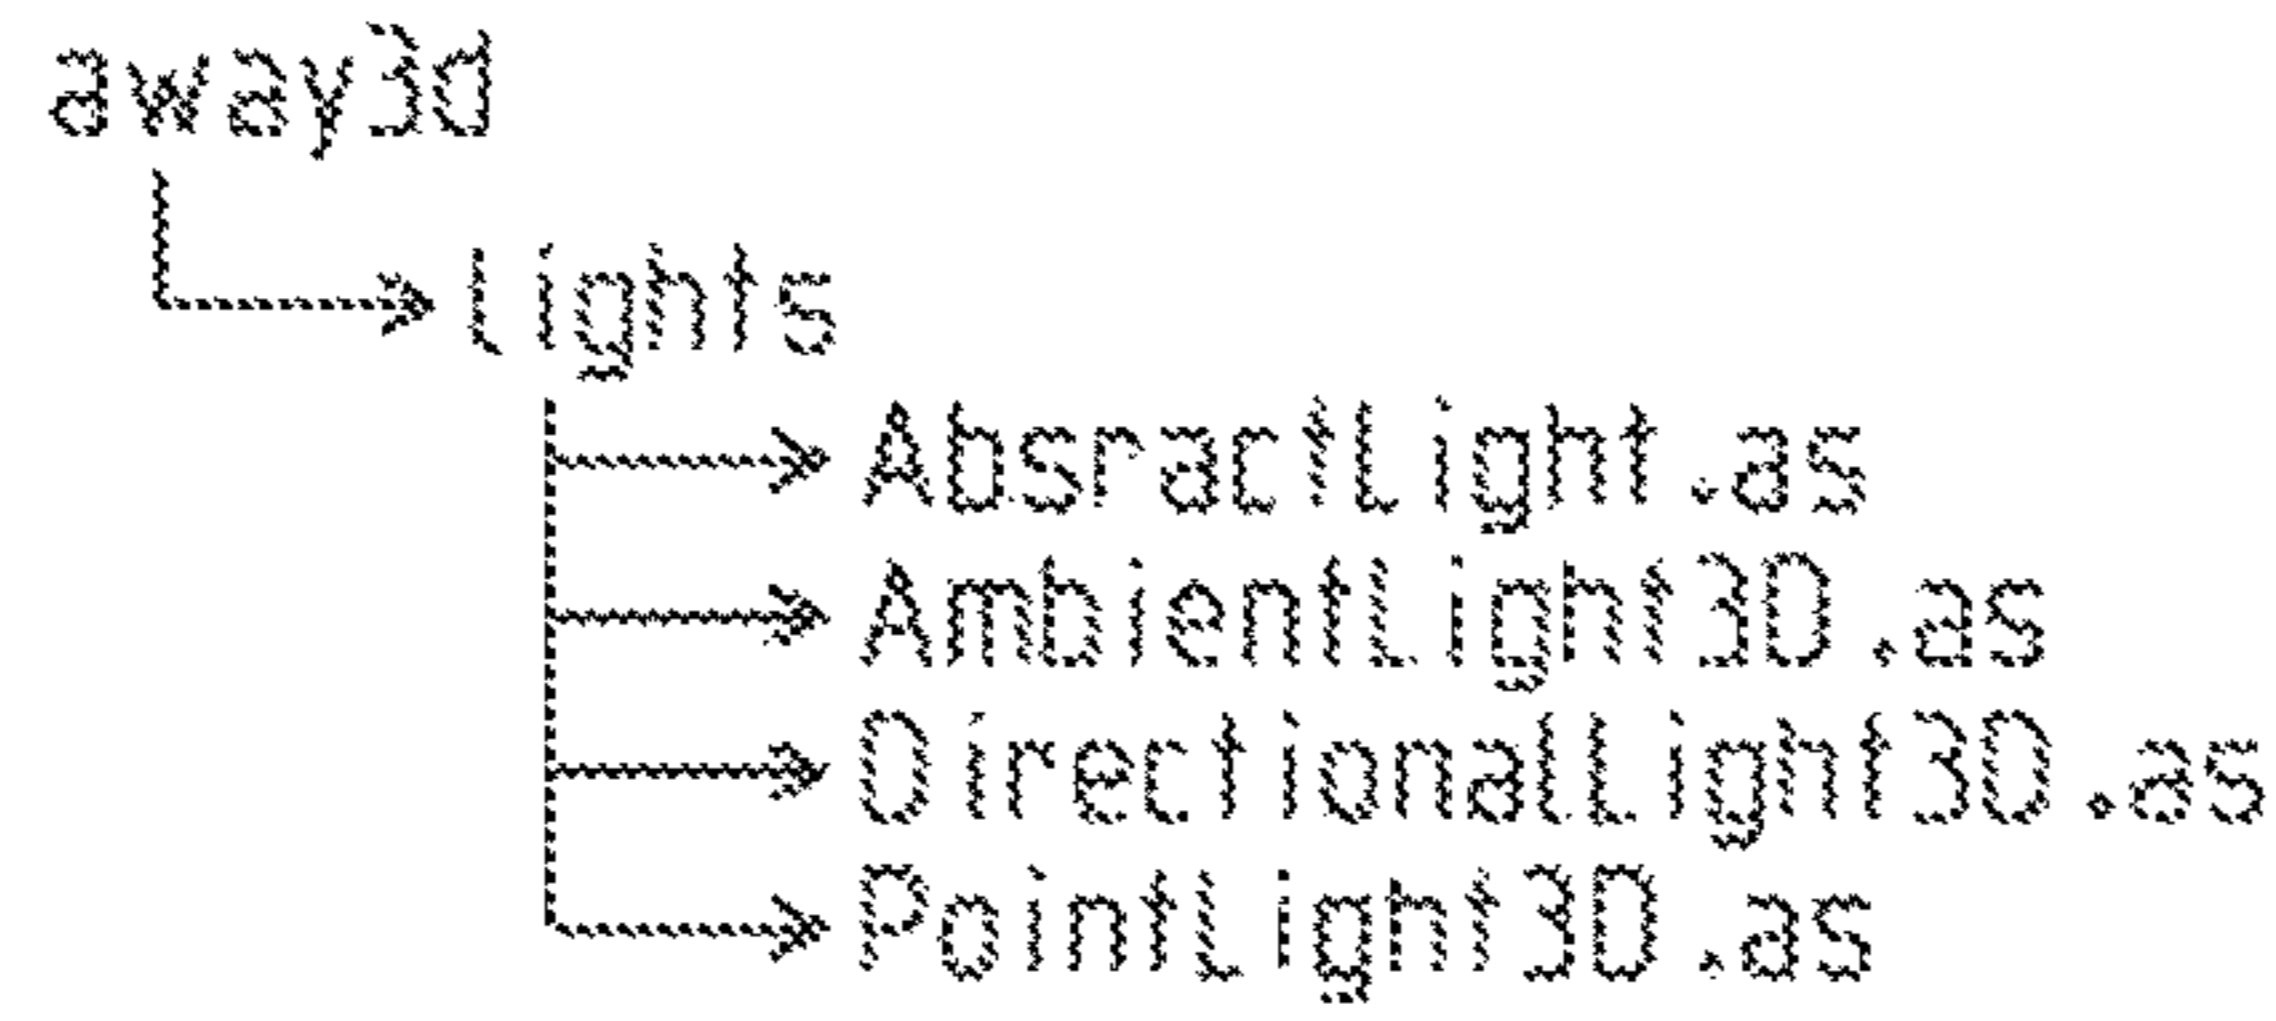 away3d
lights
AbsractLight.as
AmbientLight3D.as
DirectionalLight3D.as
PointLight3D.as